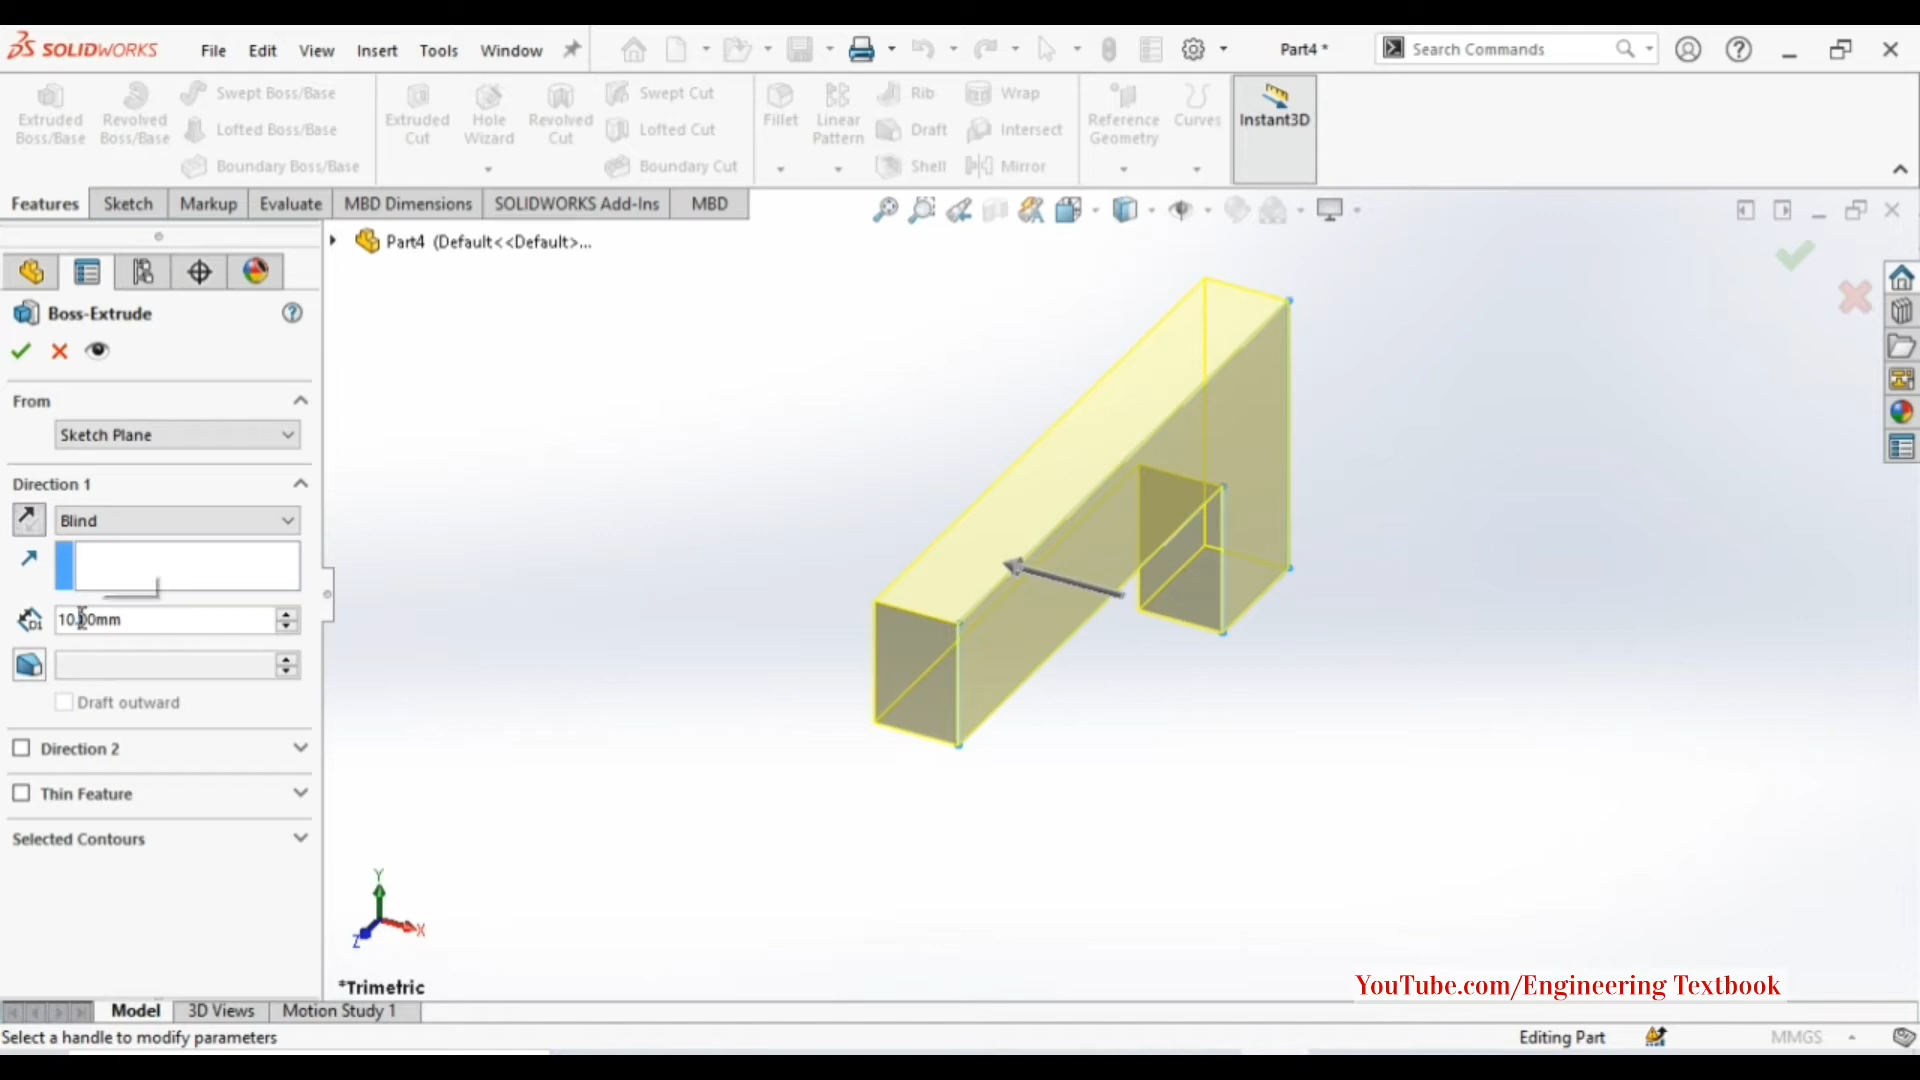 SOLIDWORKS File Edit View Insert Tools Window Part4 * Search Commands
Extruded Boss/Base
Revolved Boss/Base
Swept Boss/Base
Lofted Boss/Base
Boundary Boss/Base
Extruded Cut
Hole Wizard
Revolved Cut
Swept Cut
Lofted Cut
Boundary Cut
Fillet
Linear Pattern
Rib
Draft
Shell
Wrap
Intersect
Mirror
Reference Geometry
Curves
Instant3D
Features Sketch Markup Evaluate MBD Dimensions SOLIDWORKS Add-Ins MBD
Part4 (Default<<Default>...
Boss-Extrude
From
Sketch Plane
Direction 1
Blind
D1
Draft outward
Direction 2
Thin Feature
Selected Contours
Y
X
Z
*Trimetric
YouTube.com/Engineering Textbook
Model 3D Views Motion Study 1
Select a handle to modify parameters Editing Part MMGS